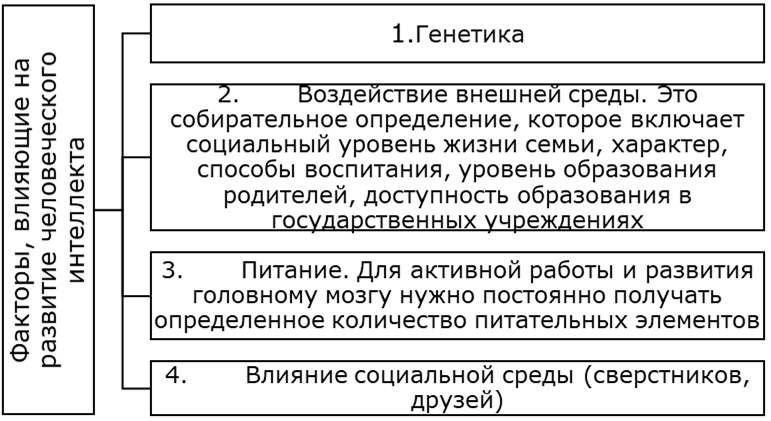 Факторы, влияющие на
развитие человеческого
интеллекта
1.Генетика
2. Воздействие внешней среды. Это
собирательное определение, которое включает
социальный уровень жизни семьи, характер,
способы воспитания, уровень образования
родителей, доступность образования в
государственных учреждениях
3. Питание. Для активной работы и развития
головному мозгу нужно постоянно получать
определенное количество питательных элементов
4. Влияние социальной среды (сверстников,
друзей)